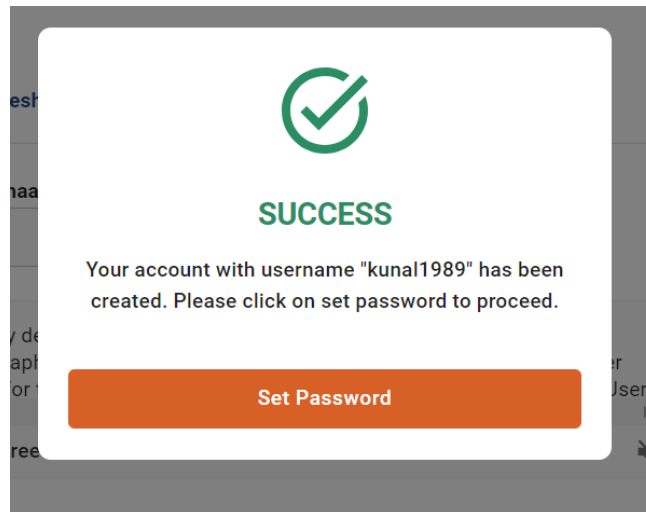 SUCCESS
Your account with username "kunal1989" has been
created. Please click on set password to proceed.
Set Password